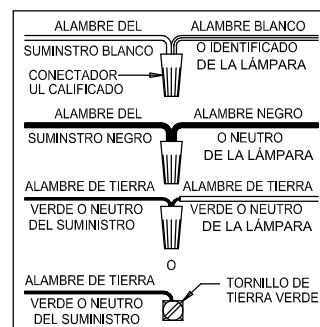 ALAMBRE DEL ALAMBRE BLANCO
SUMINSTRO BLANCO O IDENTIFICADO
DE LA LÁMPARA
CONECTADOR
UL CALIFICADO
ALAMBRE DEL ALAMBRE NEGRO
SUMINSTRO NEGRO O NEUTRO
DE LA LÁMPARA
ALAMBRE DE TIERRA ALAMBRE DE TIERRA
VERDE O NEUTRO VERDE O NEUTRO
DEL SUMINISTRO DE LA LÁMPARA
O
ALAMBRE DE TIERRA TORNILLO DE
TIERRA VERDE
VERDE O NEUTRO
DEL SUMINISTRO